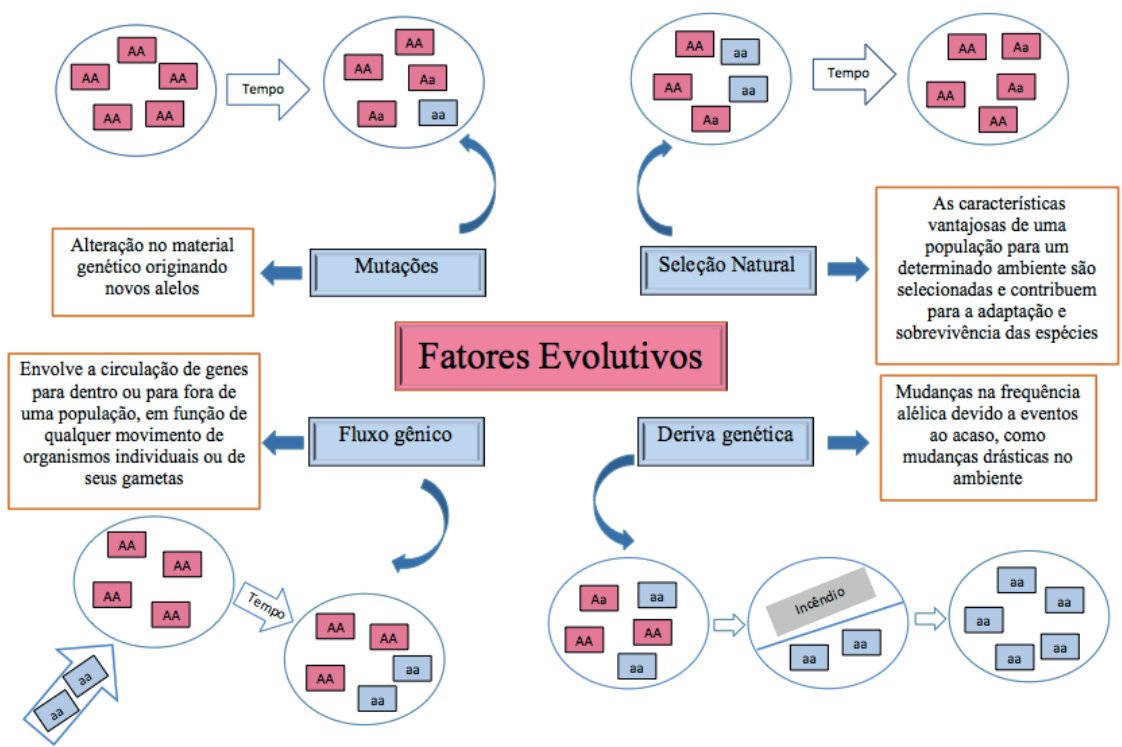 AA
AA
AA
AA
AA
Tempo
AA
AA
Aa
Aa
aa
AA
aa
AA
aa
Aa
Tempo
AA
Aa
AA
Aa
AA
Alteração no material
genético originando
novos alelos
Mutações
Seleção Natural
As características
vantajosas de uma
população para um
determinado ambiente são
selecionadas e contribuem
para a adaptação e
sobrevivência das espécies
Fatores Evolutivos
Envolve a circulação de genes
para dentro ou para fora de
uma população, em função de
qualquer movimento de
organismos individuais ou de
seus gametas
Fluxo gênico
Deriva genética
Mudanças na frequência
alélica devido a eventos
ao acaso, como
mudanças drásticas no
ambiente
AA
AA
AA
AA
aa
aa
Tempo
AA
AA
AA
aa
aa
Aa
aa
AA
AA
aa
Incêndio
aa
aa
aa
aa
aa
aa
aa